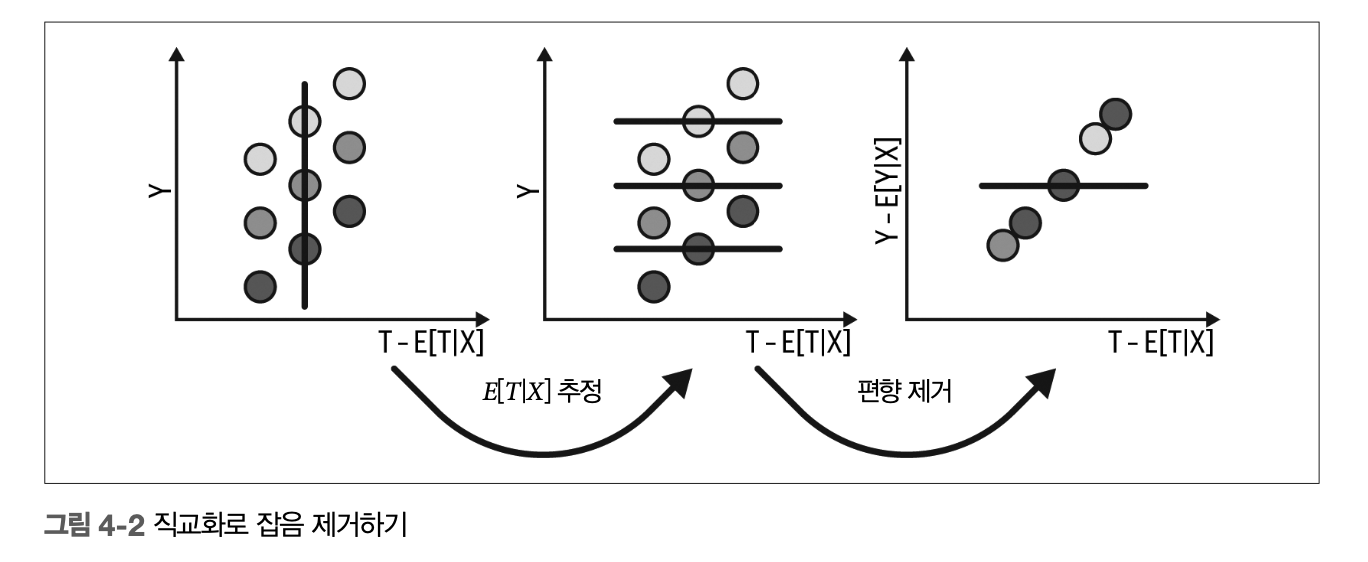 Y
T – E[T|X]
Y
T – E[T|X]
Y – E[Y|X]
T – E[T|X]
E[T|X] 추정
편향 제거
그림 4-2 직교화로 잡음 제거하기